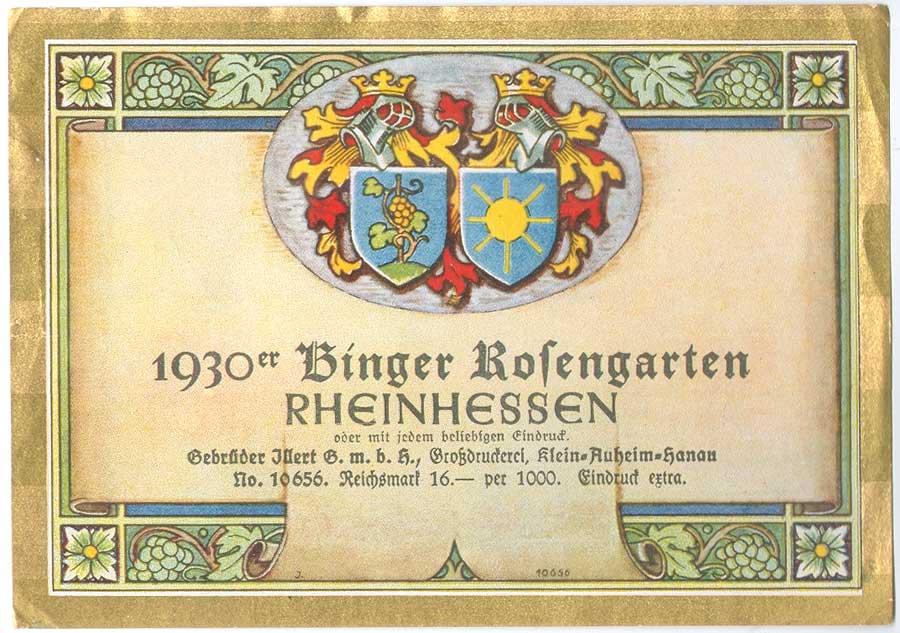 1930er Binger Roſengarten
RHEINHESSEN
oder mit jedem beliebigen Eindruck.
Gebrüder Illert G. m. b. H., Großdruckerei, Klein-Auheim-Hanau
No. 10656. Reichsmark 16.— per 1000. Eindruck extra.
J.
10656